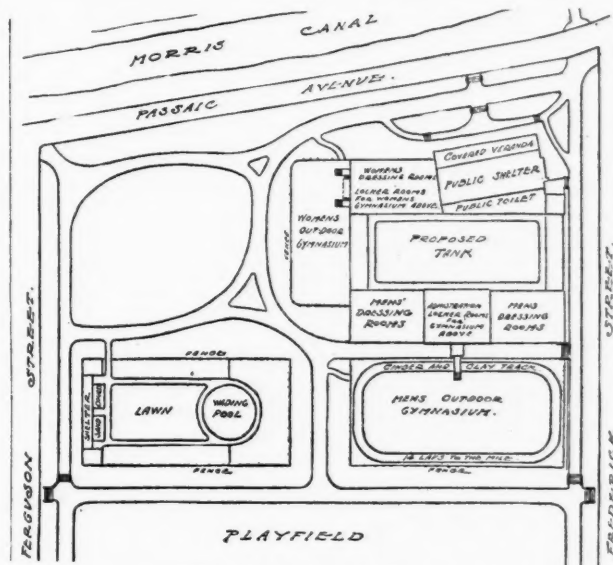 MORRIS CANAL
PASSAIC AVENUE.
COVERED VERANDA
PUBLIC SHELTER
PUBLIC TOILET
WOMENS
DRESSING ROOMS
LOCKER ROOMS
FOR WOMENS
GYMNASIUM ABOVE
WOMENS
OUTDOOR
GYMNASIUM
FENCE
PROPOSED
TANK
MENS'
DRESSING
ROOMS
LOCKER ROOMS
FOR
GYMNASIUM
ABOVE
MENS
DRESSING
ROOMS
CINDER AND CLAY TRACK
MENS OUTDOOR
GYMNASIUM.
14 LAPS TO THE MILE
FENCE
FENCE
SHELTER
SAND
LAWN
WADING
POOL
FENCE
PLAYFIELD
FERGUSON STREET.
FREDERICK STREET.